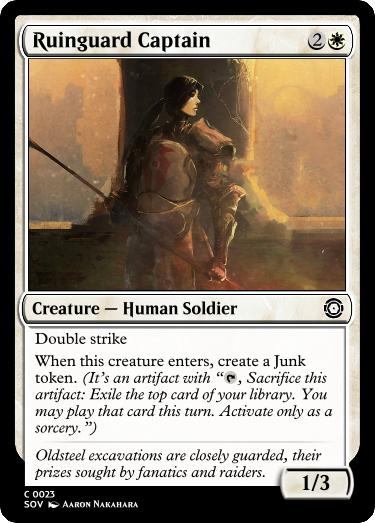 Ruinguard Captain 2
Creature — Human Soldier
Double strike
When this creature enters, create a Junk
token. (It's an artifact with “, Sacrifice this
artifact: Exile the top card of your library. You
may play that card this turn. Activate only as a
sorcery.”)
Oldsteel excavations are closely guarded, their
prizes sought by fanatics and raiders.
1/3
C 0023
SOV Aaron Nakahara